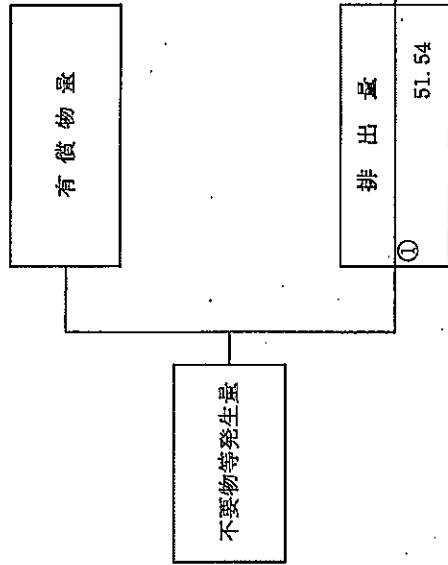 有 償 物 量
不要物等発生量
排 出 量
①
51.54